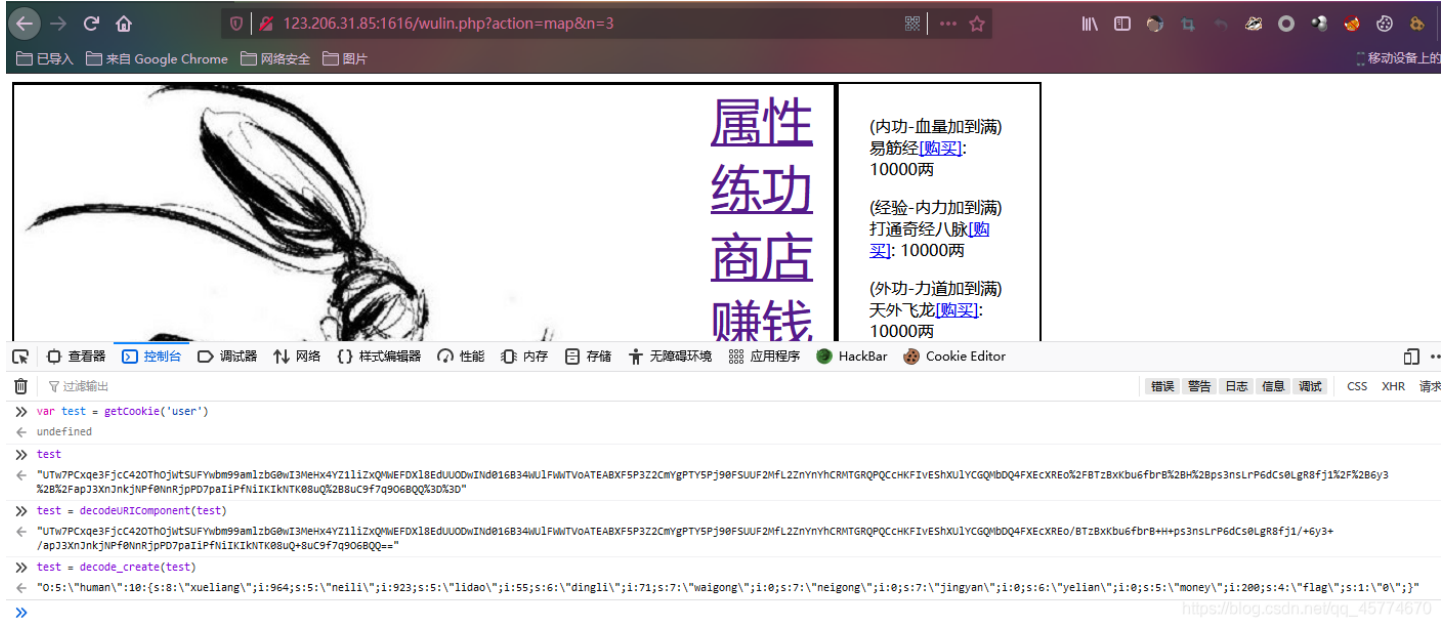 123.206.31.85:1616/wulin.php?action=map&n=3
已导入 来自 Google Chrome 网络安全 图片 移动设备上的
属性
练功
商店
赚钱
(内功-血量加到满)
易筋经[购买]:
10000两
(经验-内力加到满)
打通奇经八脉[购
买]: 10000两
(外功-力道加到满)
天外飞龙[购买]:
10000两
查看器 控制台 调试器 网络 样式编辑器 性能 内存 存储 无障碍环境 应用程序 HackBar Cookie Editor
过滤输出 错误 警告 日志 信息 调试 CSS XHR 请求
var test = getCookie('user')
undefined
test
test = decodeURIComponent(test)
test = decode_create(test)
"O:5:\"human\":10:{s:8:\"xueliang\";i:964;s:5:\"neili\";i:923;s:5:\"lidao\";i:55;s:6:\"dingli\";i:71;s:7:\"waigong\";i:0;s:7:\"neigong\";i:0;s:7:\"jingyan\";i:0;s:6:\"yelian\";i:0;s:5:\"money\";i:200;s:4:\"flag\";s:1:\"0\";}"
https://blog.csdn.net/qq_45774670